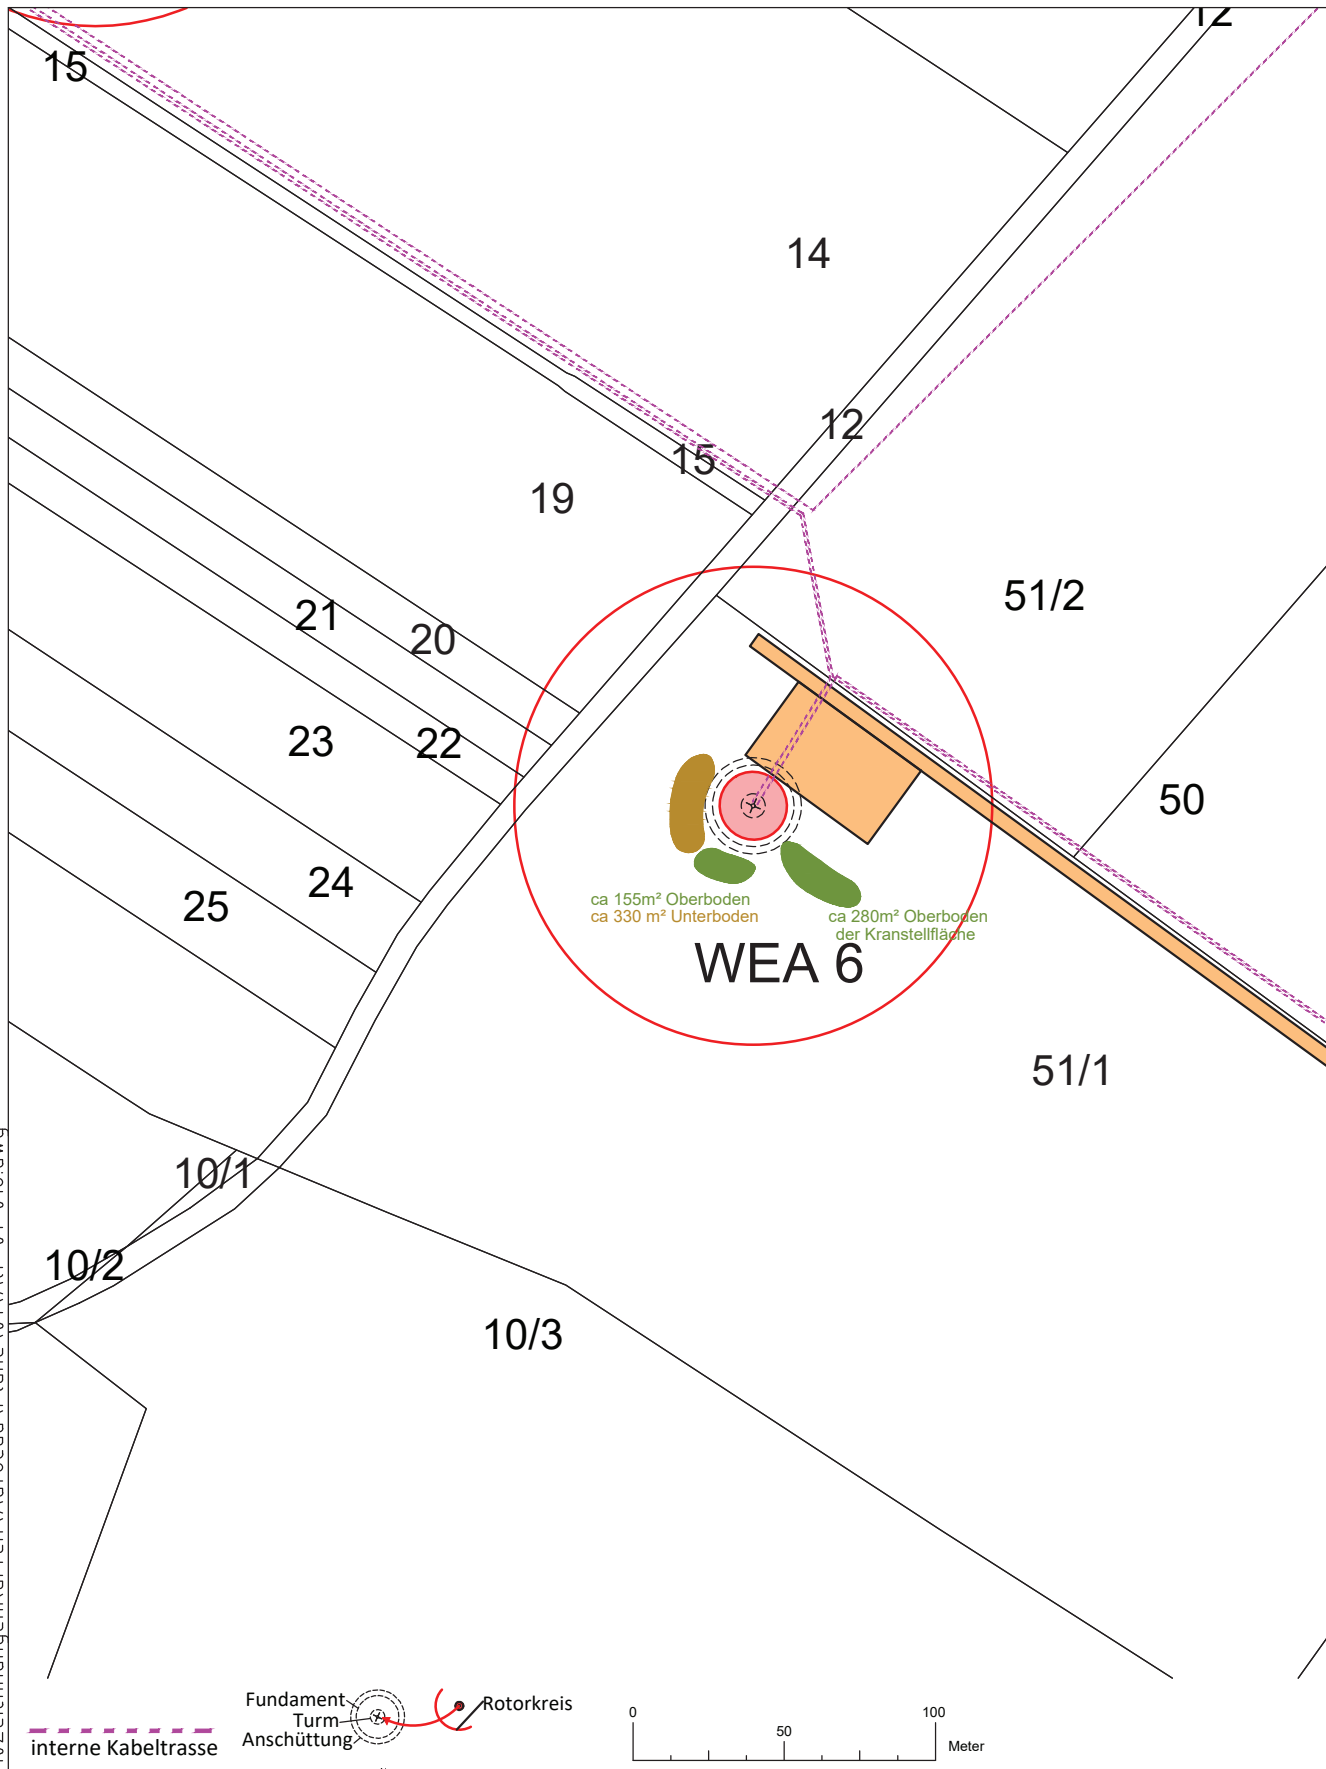 12
15
14
12
15
19
51/2
21
20
23
22
50
24
25
ca 155m² Oberboden
ca 330 m² Unterboden
ca 280m² Oberboden
der Kranstellfläche
WEA 6
51/1
10/1
10/2
10/3
Fundament
Turm
Anschüttung
Rotorkreis
interne Kabeltrasse
0
50
100
Meter